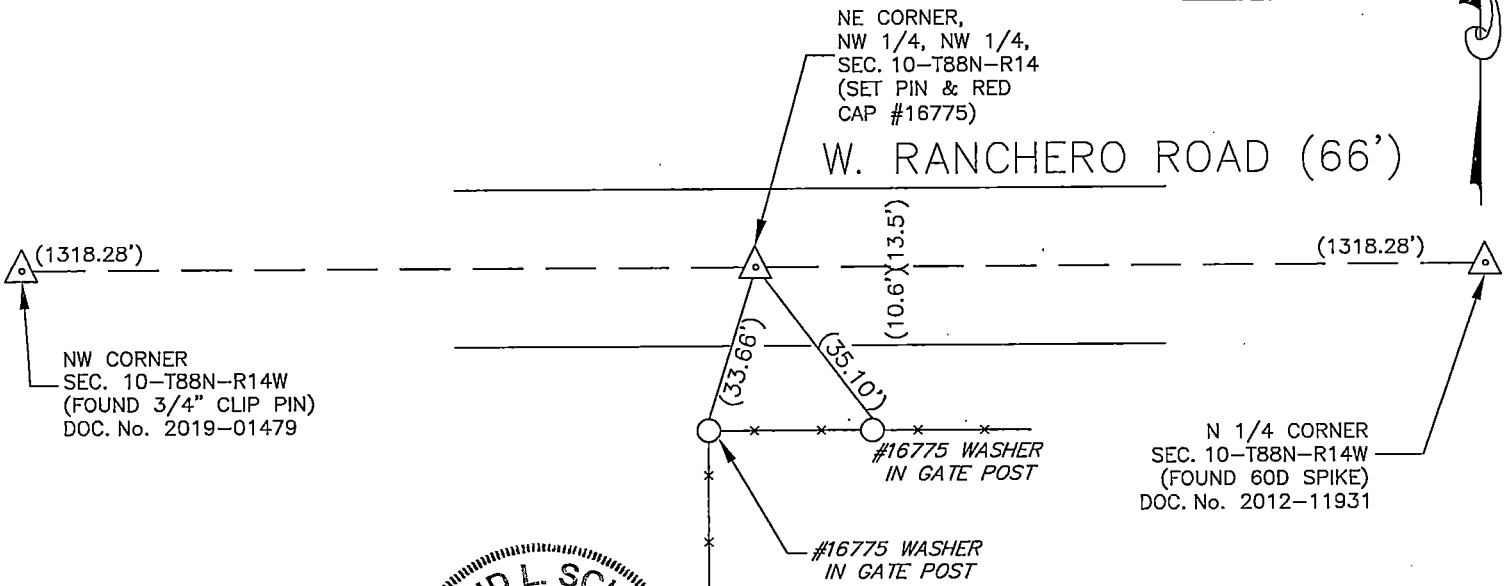 NE CORNER,
NW 1/4, NW 1/4,
SEC. 10-T88N-R14
(SET PIN & RED
CAP #16775)
W. RANCHERO ROAD (66')
(1318.28')
(13.5')
(10.6')
(1318.28')
(33.66')
(35.10')
NW CORNER
SEC. 10-T88N-R14W
(FOUND 3/4" CLIP PIN)
DOC. No. 2019-01479
#16775 WASHER
IN GATE POST
N 1/4 CORNER
SEC. 10-T88N-R14W
(FOUND 60D SPIKE)
DOC. No. 2012-11931
#16775 WASHER
IN GATE POST
L.